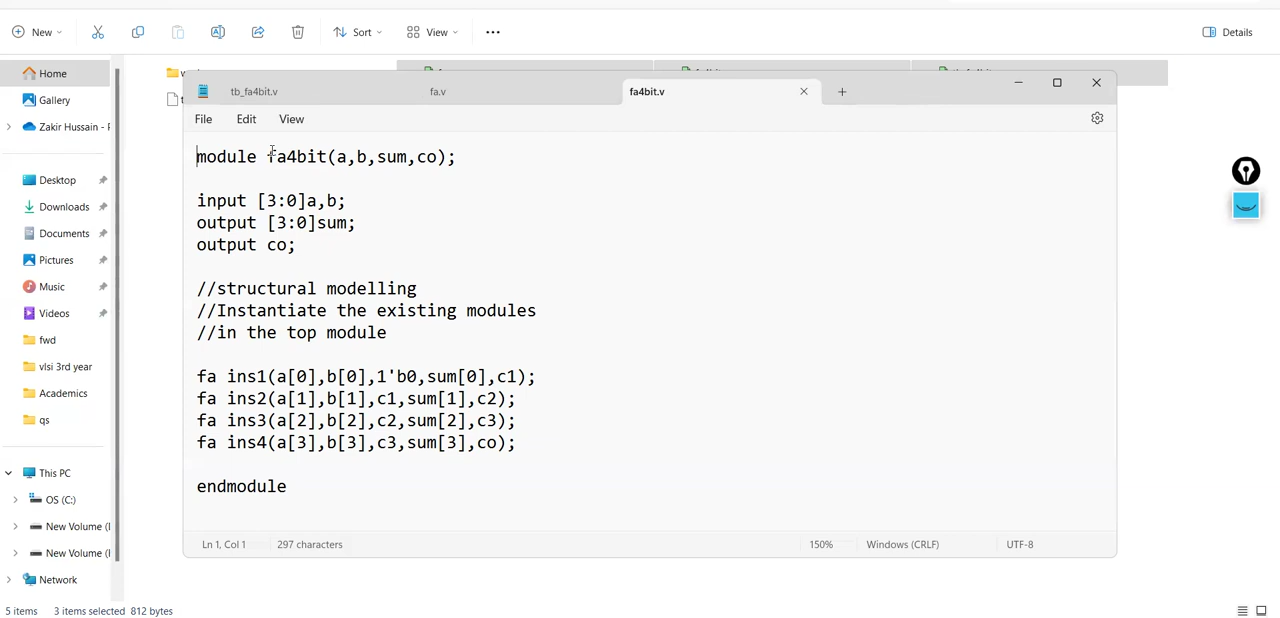 New
Sort
View
Details
Home
Gallery
Zakir Hussain -
Desktop
Downloads
Documents
Pictures
Music
Videos
fwd
vlsi 3rd year
Academics
qs
This PC
OS (C:)
New Volume (
New Volume (
Network
5 items 3 items selected 812 bytes
tb_fa4bit.v fa.v fa4bit.v
File Edit View
module fa4bit(a,b,sum,co);
input [3:0]a,b;
output [3:0]sum;
output co;
//structural modelling
//Instantiate the existing modules
//in the top module
fa ins1(a[0],b[0],1'b0,sum[0],c1);
fa ins2(a[1],b[1],c1,sum[1],c2);
fa ins3(a[2],b[2],c2,sum[2],c3);
fa ins4(a[3],b[3],c3,sum[3],co);
endmodule
Ln 1, Col 1 297 characters 150% Windows (CRLF) UTF-8